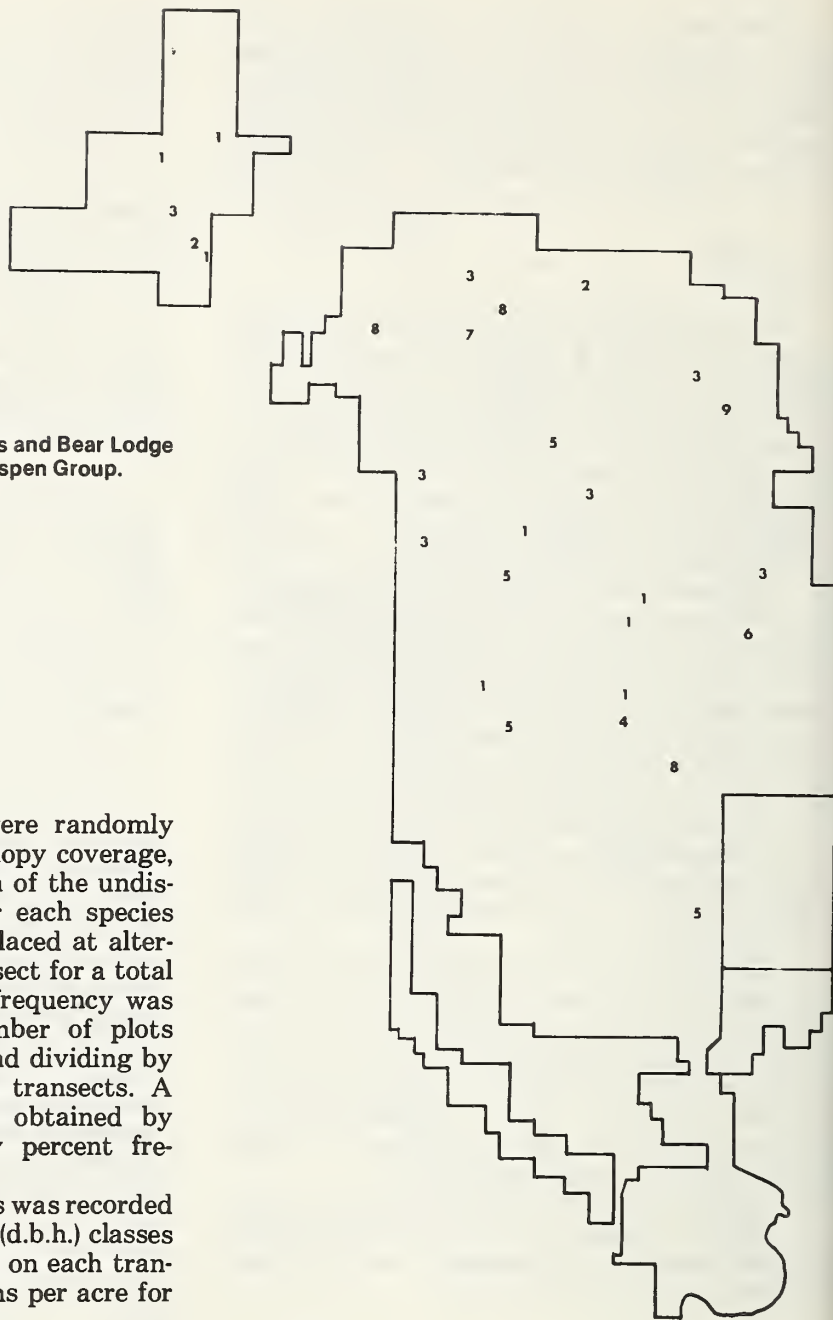 1
1
3
2
1
3
2
8
8
7
3
9
5
3
3
1
3
5
3
1
1
6
1
1
5
4
8
5
s and Bear Lodge
spen Group.
vere randomly
opy coverage,
n of the undis-
r each species
laced at alter-
sect for a total
frequency was
mber of plots
nd dividing by
transects. A
obtained by
y percent fre-
s was recorded
(d.b.h.) classes
on each tran-
ns per acre for